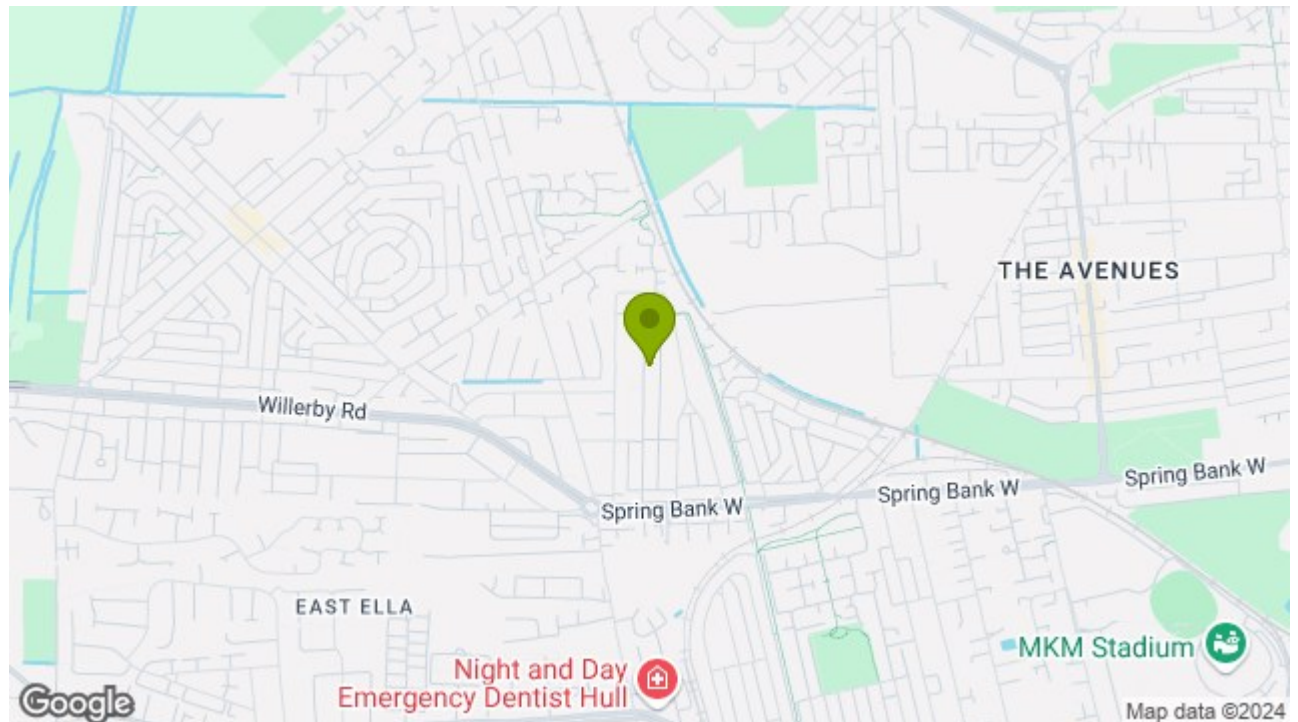 THE AVENUES
Willerby Rd
Spring Bank W
Spring Bank W
Spring Bank W
EAST ELLA
MKM Stadium
Night and Day
Emergency Dentist Hull
Google
Map data ©2024